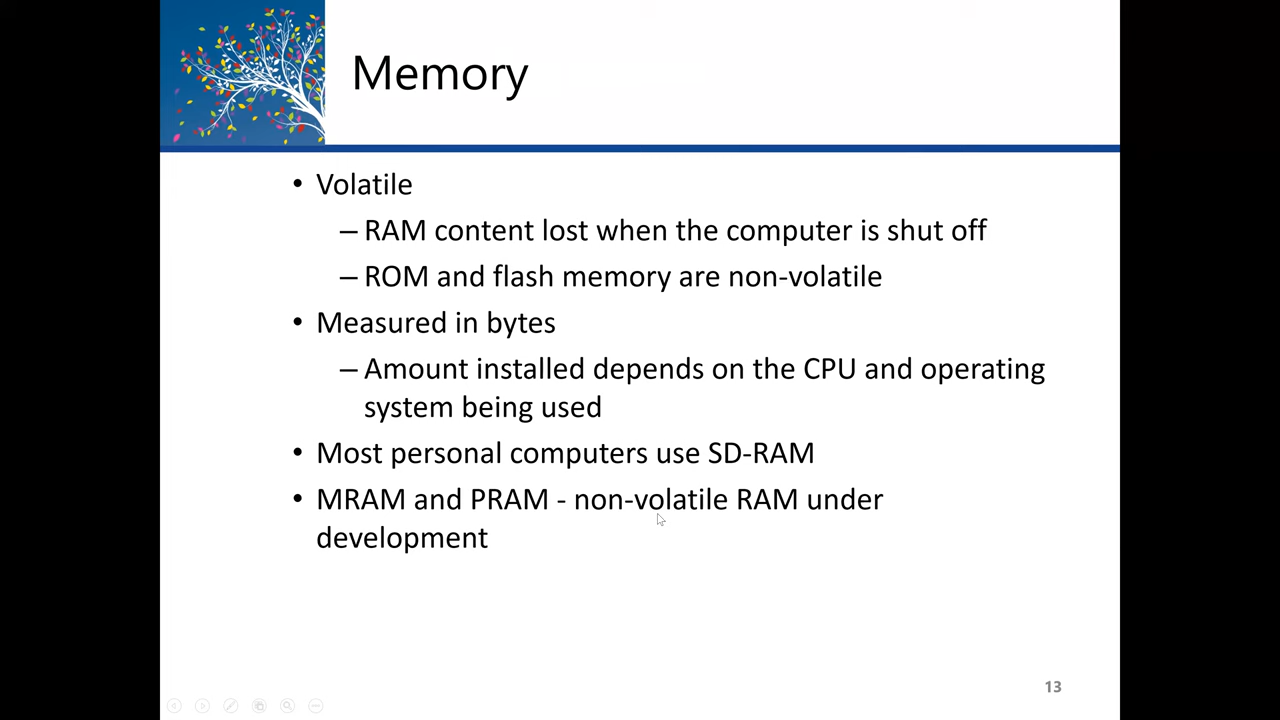 Memory
• Volatile
– RAM content lost when the computer is shut off
– ROM and flash memory are non-volatile
• Measured in bytes
– Amount installed depends on the CPU and operating
system being used
• Most personal computers use SD-RAM
• MRAM and PRAM - non-volatile RAM under
development
13